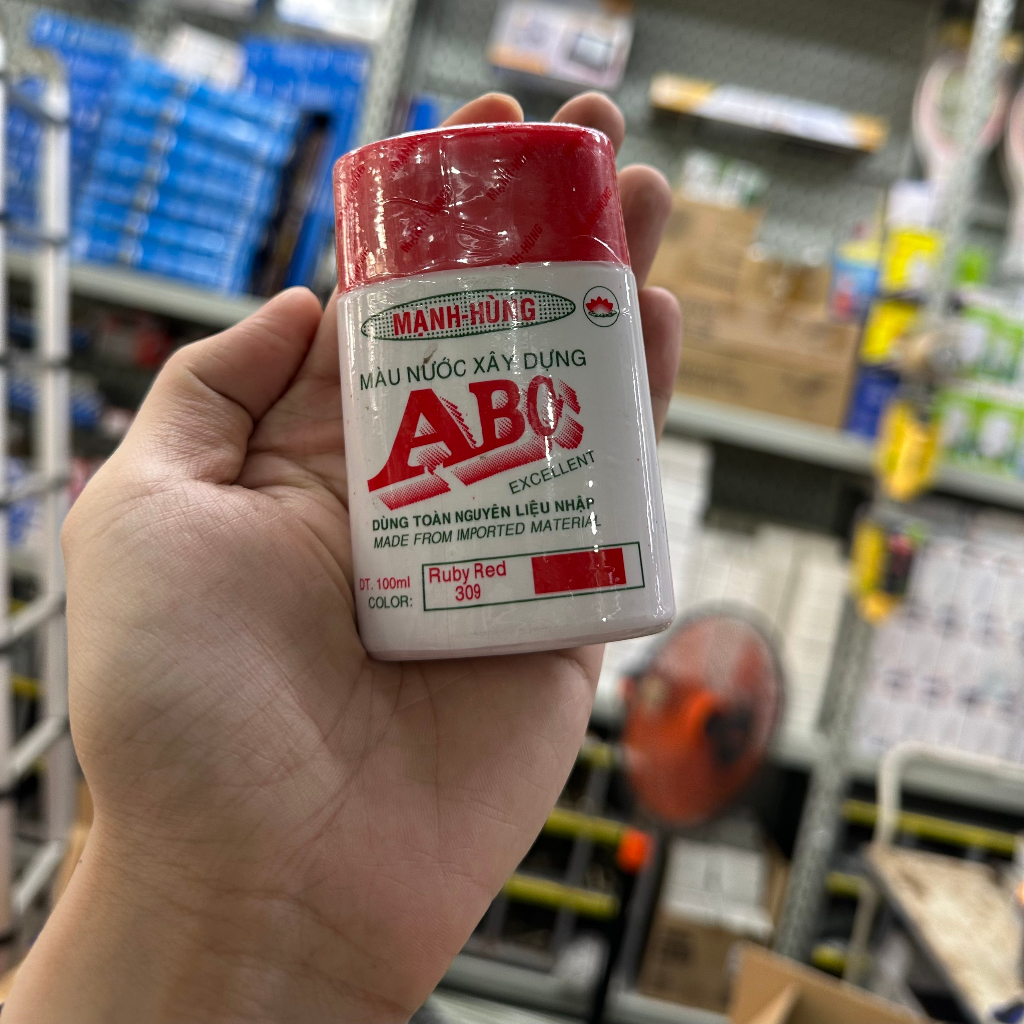 MẠNH-HÙNG
MÀU NƯỚC XÂY DỰNG
ABC
EXCELLENT
DÙNG TOÀN NGUYÊN LIỆU NHẬP
MADE FROM IMPORTED MATERIAL
DT. 100ml
COLOR:
Ruby Red
309